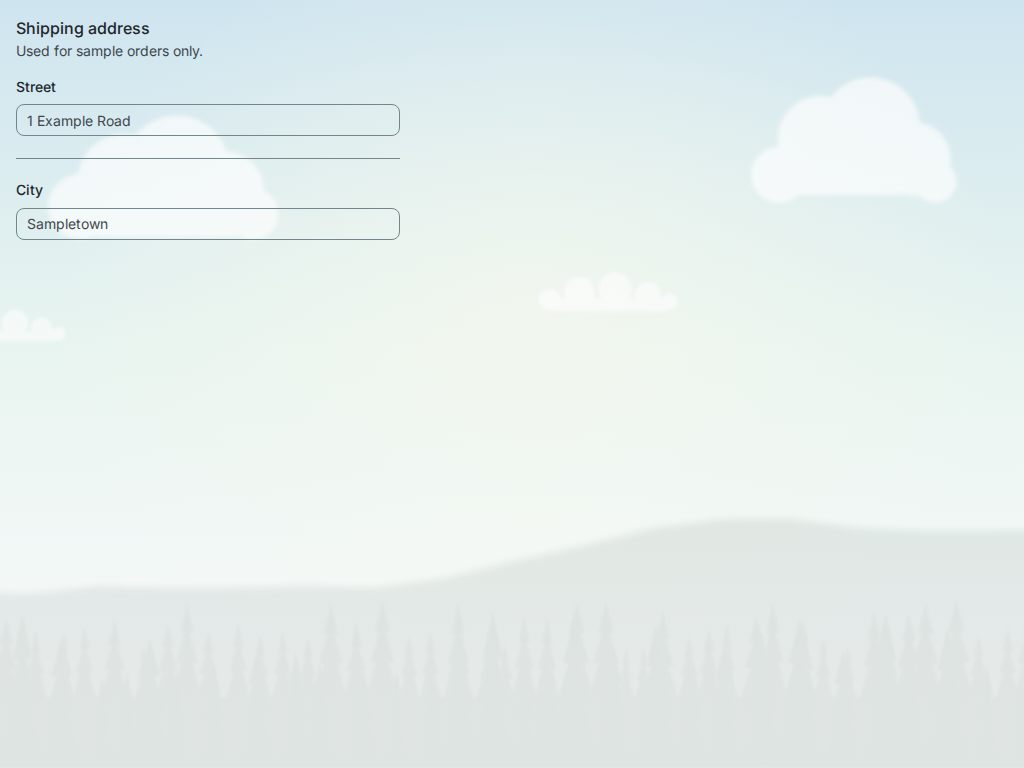 Shipping address
Used for sample orders only.
Street
1 Example Road
City
Sampletown